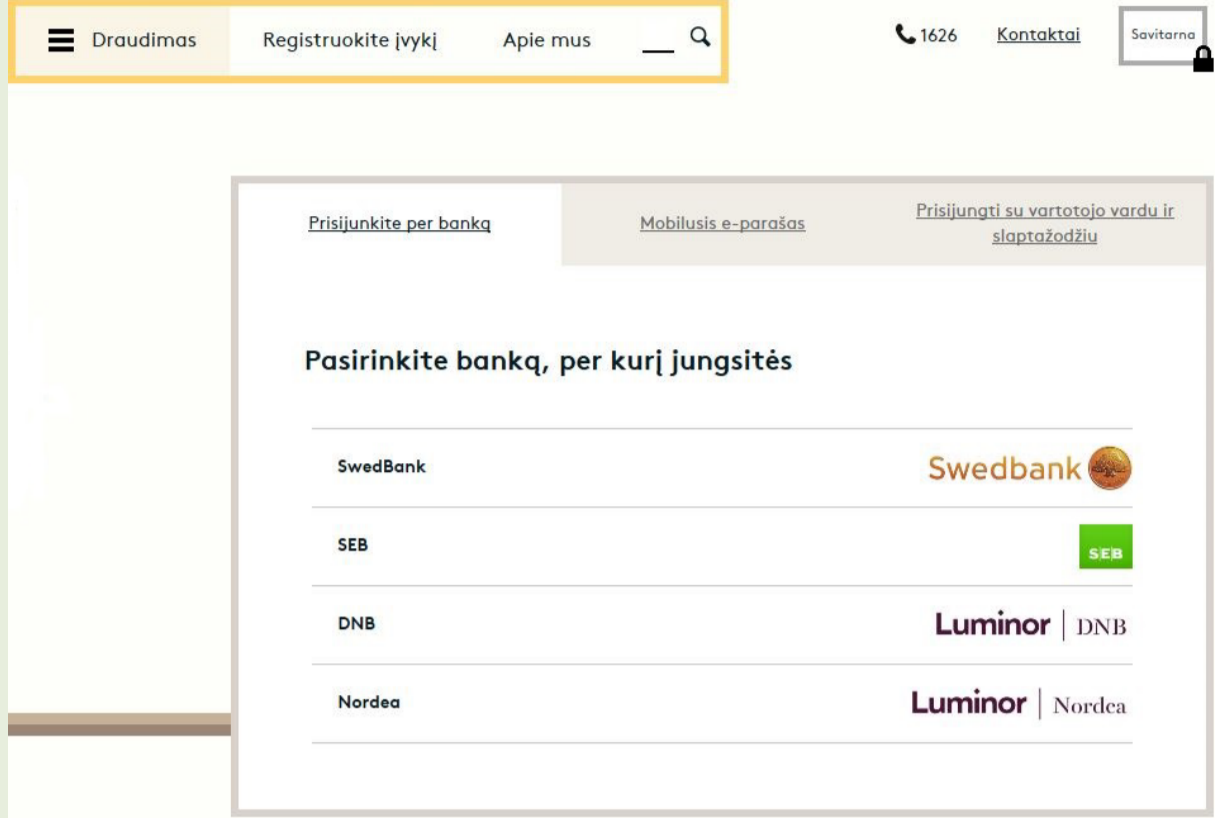 Draudimas Registruokite įvykį Apie mus 1626 Kontaktai Savitarna
Prisijunkite per banką
Mobilusis e-parašas
Prisijungti su vartotojo vardu ir
slaptažodžiu
Pasirinkite banką, per kurį jungsitės
SwedBank Swedbank
SEB SEB
DNB Luminor | DNB
Nordea Luminor | Nordea